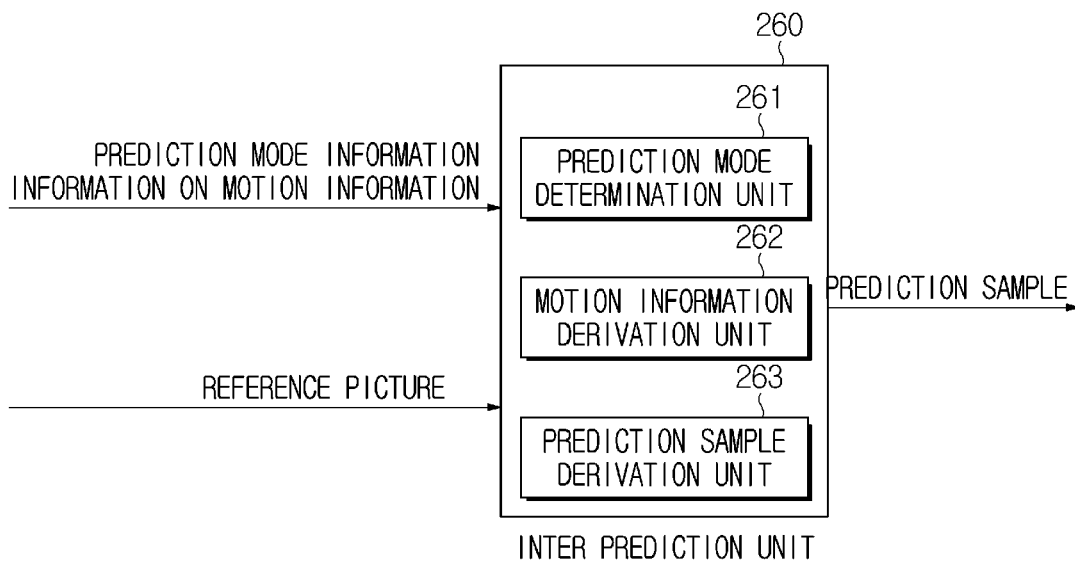 260
261
PREDICTION MODE INFORMATION
INFORMATION ON MOTION INFORMATION
PREDICTION MODE
DETERMINATION UNIT
262
MOTION INFORMATION
DERIVATION UNIT
PREDICTION SAMPLE
REFERENCE PICTURE
263
PREDICTION SAMPLE
DERIVATION UNIT
INTER PREDICTION UNIT